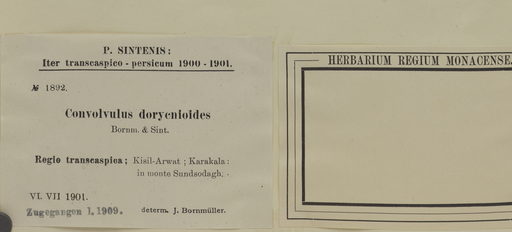 P. SINTENIS:
Iter transcaspico - persicum 1900 - 1901.
№ 1892.
Convolvulus dorycnioides
Bornm. & Sint.
Regio transcaspica; Kisil-Arwat; Karakala:
in monte Sundsodagh. -
VI. VII 1901.
Zugegangen 1.1909. determ. J. Bornmüller.
HERBARIUM REGIUM MONACENSE.